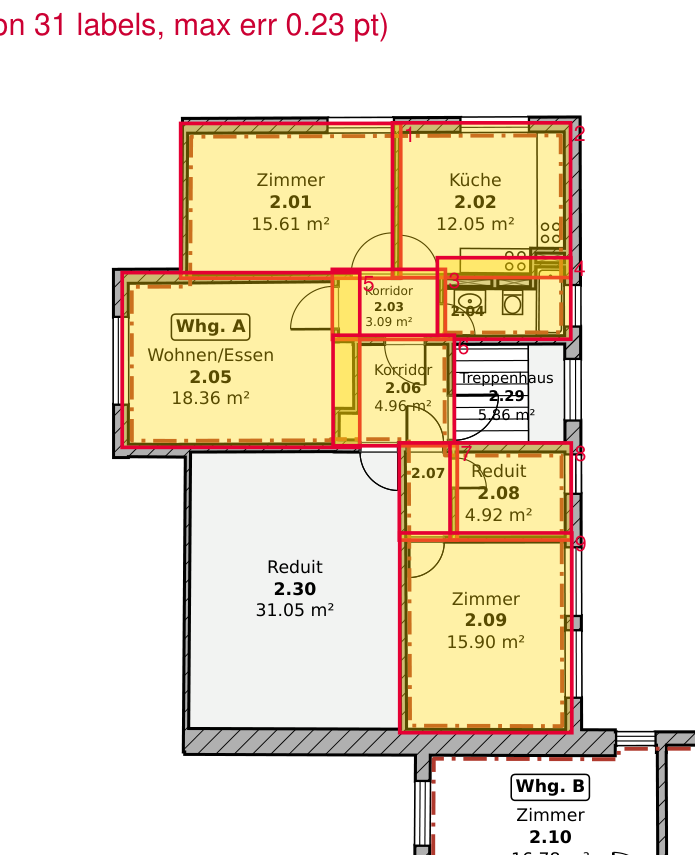 on 31 labels, max err 0.23 pt)
1
2
Zimmer
2.01
15.61 m²
Küche
2.02
12.05 m²
5
3
4
Korridor
2.03
3.09 m²
2.04
Whg. A
Wohnen/Essen
2.05
18.36 m²
6
Korridor
2.06
4.96 m²
Treppenhaus
2.29
5.86 m²
7
8
2.07
Reduit
2.08
4.92 m²
9
Reduit
2.30
31.05 m²
Zimmer
2.09
15.90 m²
Whg. B
Zimmer
2.10